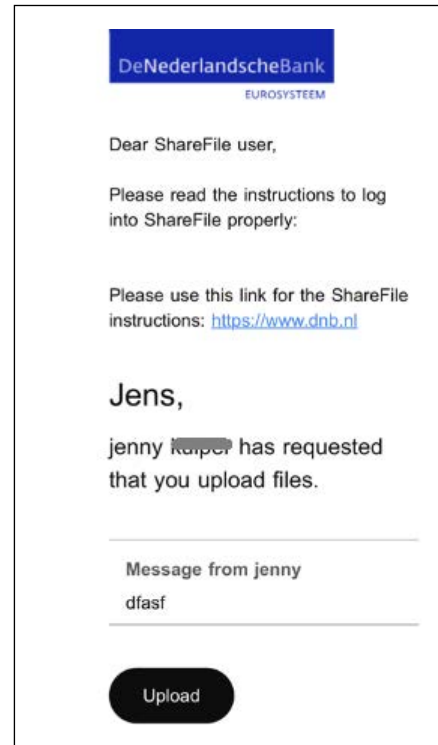 DeNederlandscheBank
EUROSYSTEEM
Dear ShareFile user,
Please read the instructions to log
into ShareFile properly:
Please use this link for the ShareFile
instructions: https://www.dnb.nl
Jens,
jenny has requested
that you upload files.
Message from jenny
dfasf
Upload